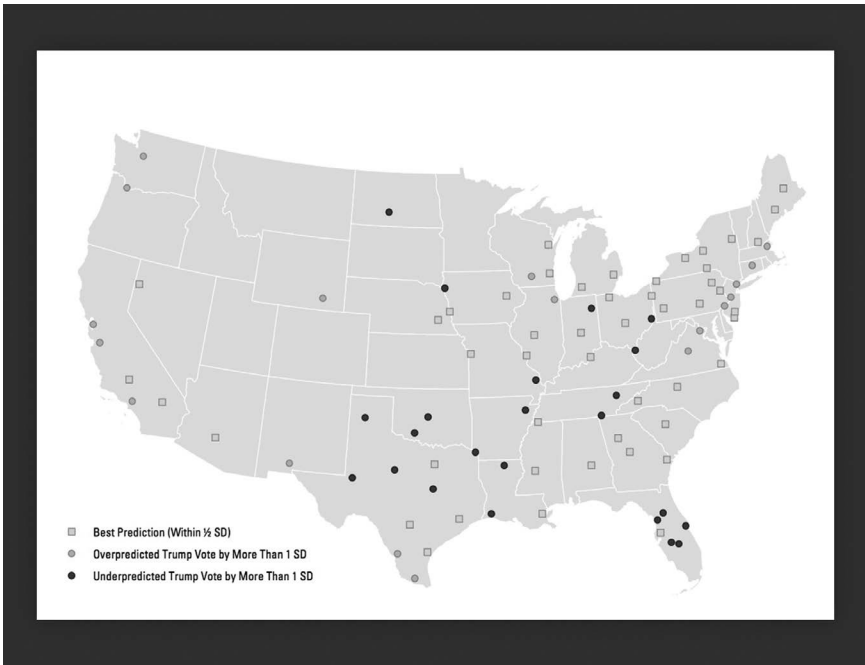 Best Prediction (Within ½ SD)
Overpredicted Trump Vote by More Than 1 SD
Underpredicted Trump Vote by More Than 1 SD